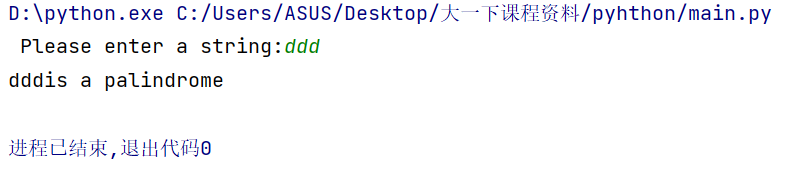 D:\python.exe C:/Users/ASUS/Desktop/大一下课程资料/pyhthon/main.py
Please enter a string:ddd
dddis a palindrome
进程已结束,退出代码0